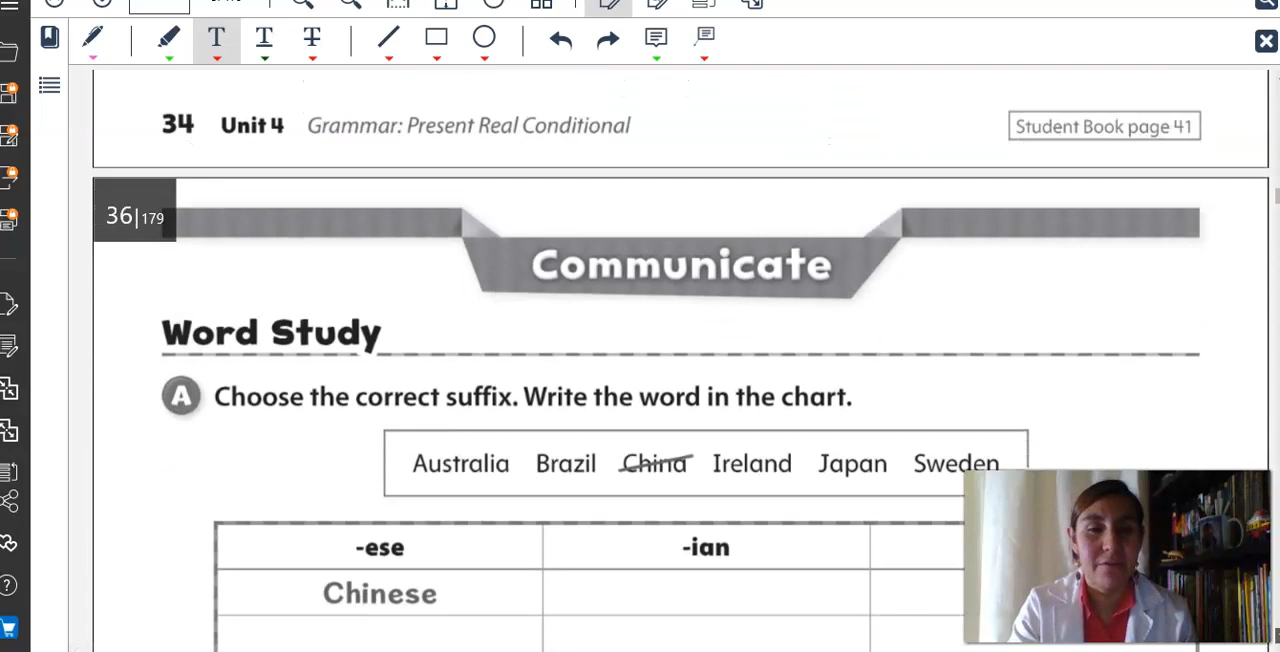 T T T
34 Unit 4 Grammar: Present Real Conditional Student Book page 41
36|179
Communicate
Word Study
A Choose the correct suffix. Write the word in the chart.
Australia Brazil China Ireland Japan Sweden
-ese -ian
Chinese